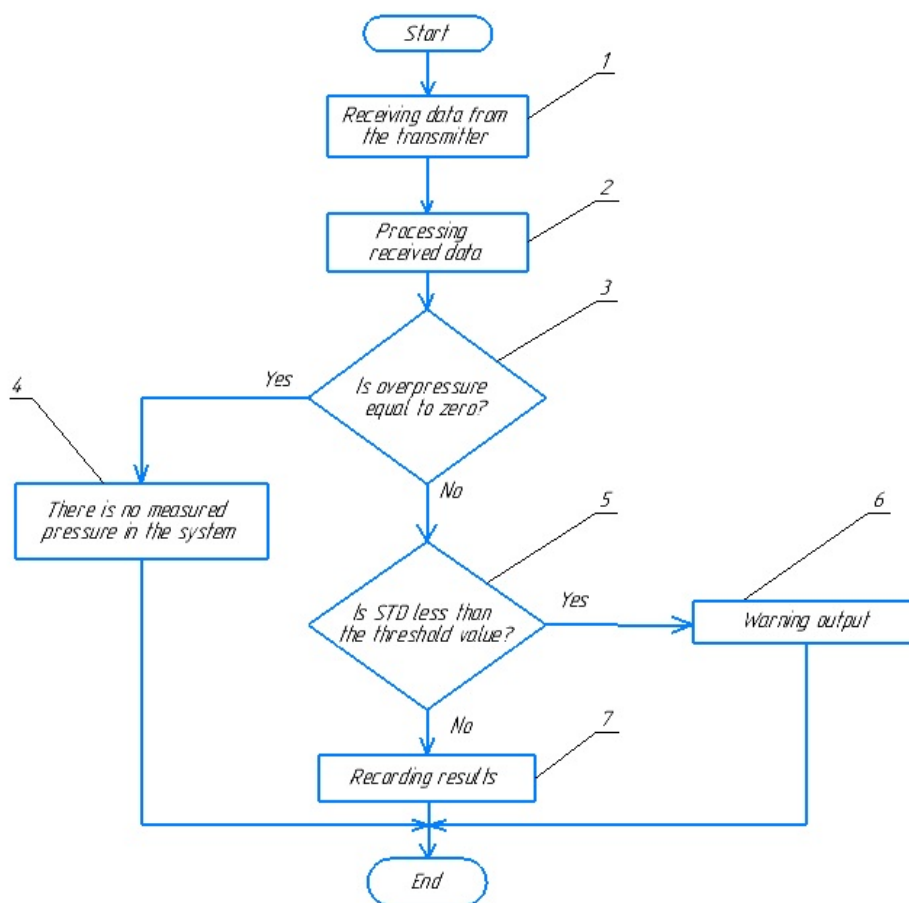 Start
1
Receiving data from
the transmitter
2
Processing
received data
3
Is overpressure
equal to zero?
Yes
4
There is no measured
pressure in the system
No
5
Is STD less than
the threshold value?
Yes
6
Warning output
No
7
Recording results
End